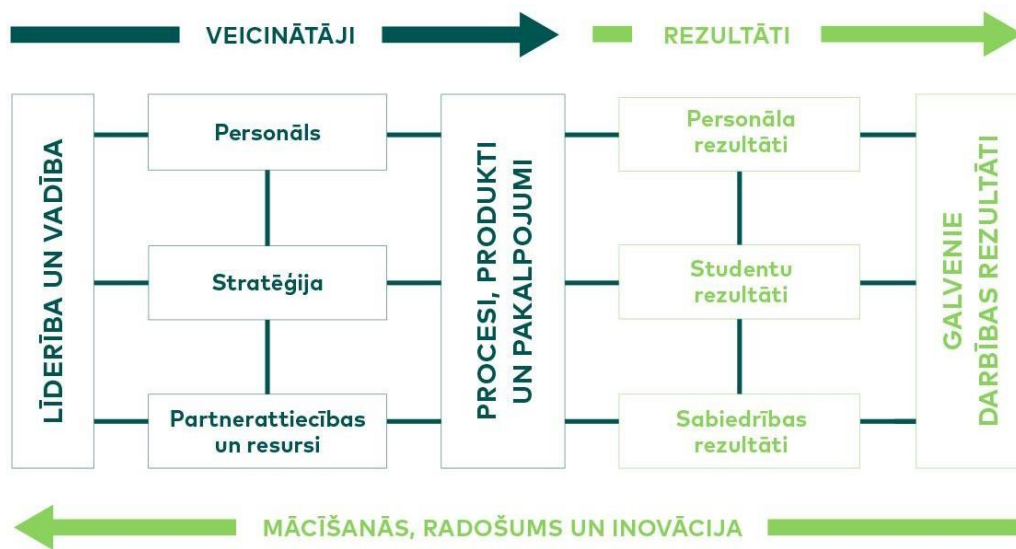 VEICINĀTĀJI
REZULTĀTI
LĪDERĪBA UN VADĪBA
Personāls
Stratēģija
Partnerattiecības
un resursi
PROCESI, PRODUKTI
UN PAKALPOJUMI
Personāla
rezultāti
Studentu
rezultāti
Sabiedrības
rezultāti
GALVENIE
DARBĪBAS REZULTĀTI
MĀCĪŠANĀS, RADOŠUMS UN INOVĀCIJA